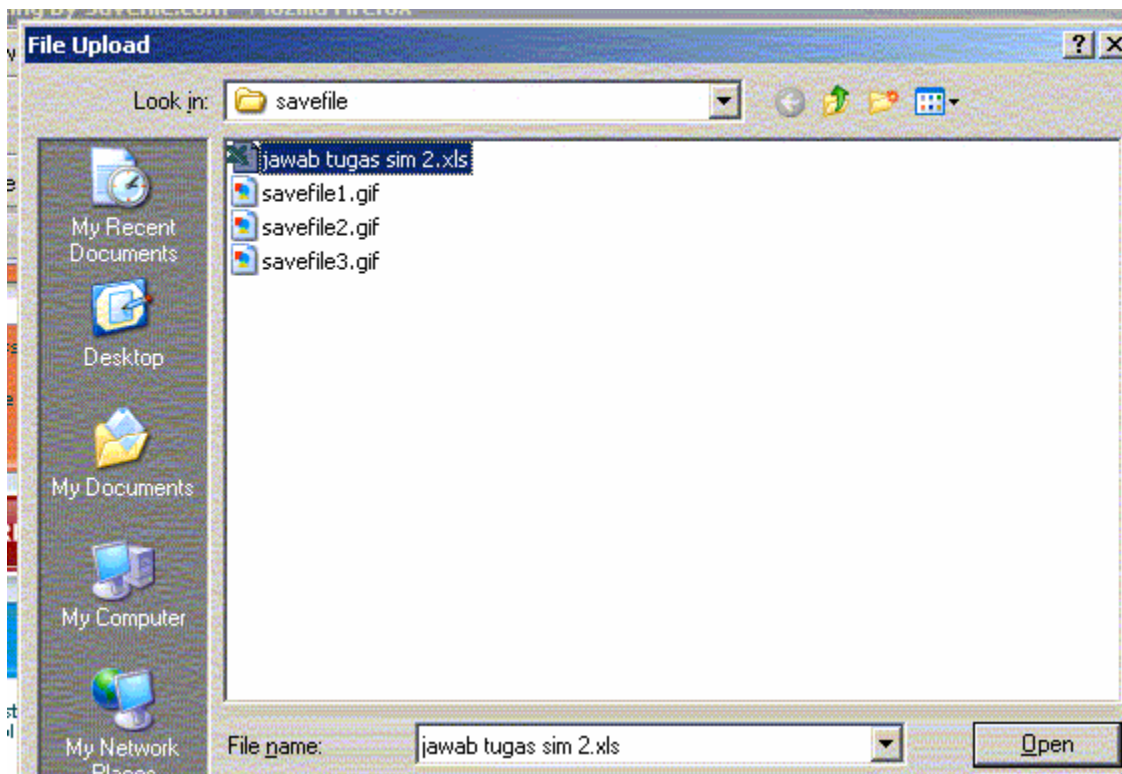 File Upload
Look in:
savefile
jawab tugas sim 2.xls
savefile1.gif
savefile2.gif
savefile3.gif
My Recent
Documents
Desktop
My Documents
My Computer
My Network
Places
File name:
jawab tugas sim 2.xls
Open